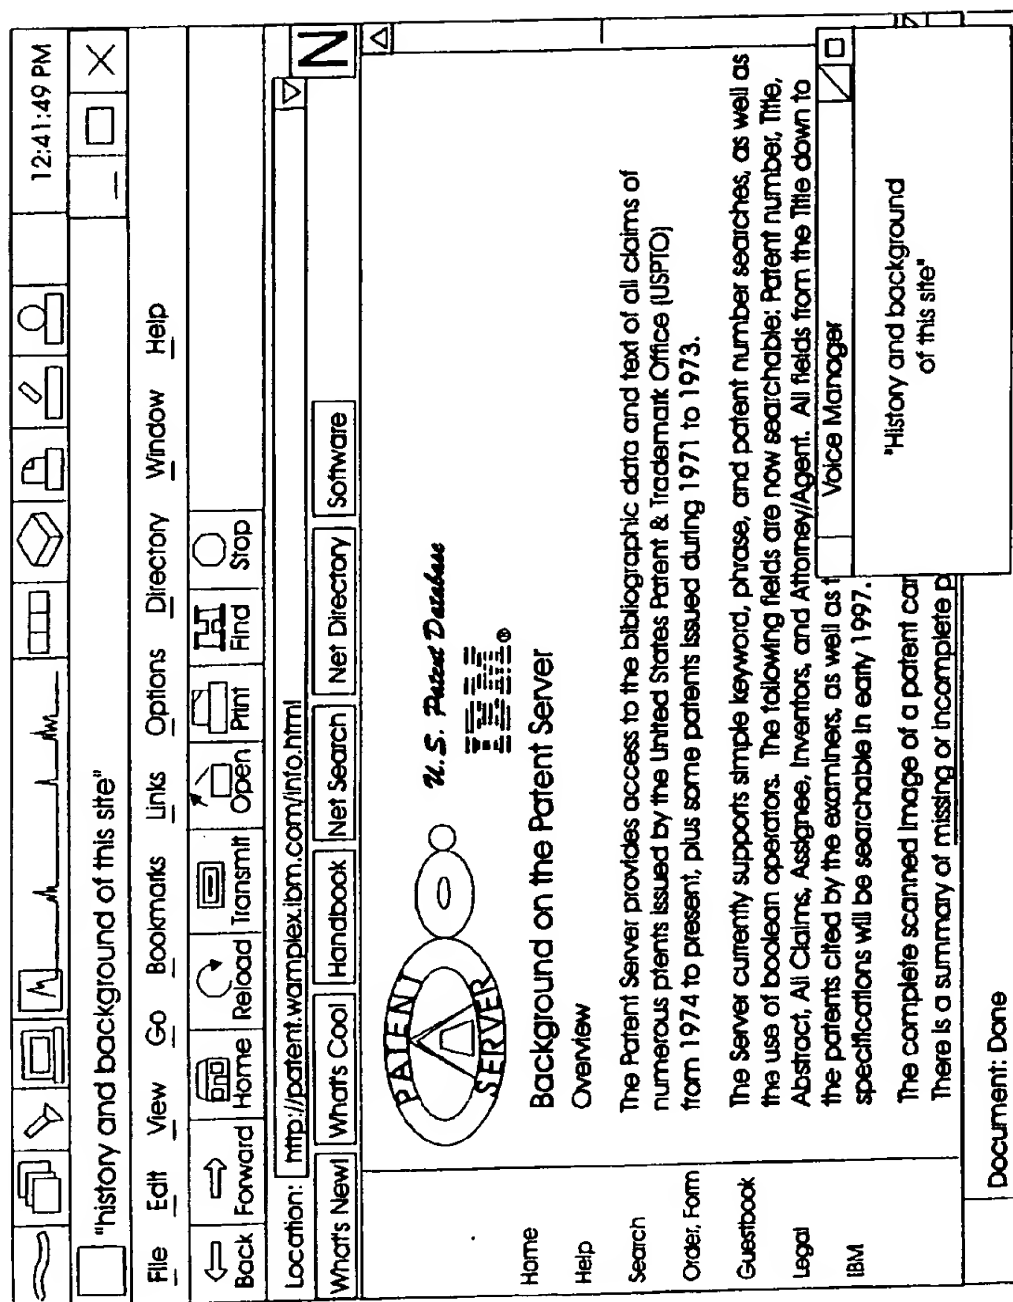 12:41:49 PM
"history and background of this site"
File Edit View Go Bookmarks Links Options Directory Window Help
Back Forward Home Reload Transmit Open Print Find Stop
Location: http://patent.wamplex.ibm.com/info.html
N
What's New! What's Cool Handbook Net Search Net Directory Software
PATENT SERVER
U.S. Patent Database
IBM®
Home
Help
Search
Order, Form
Guestbook
Legal
IBM
Background on the Patent Server
Overview
The Patent Server provides access to the bibliographic data and text of all claims of
numerous ptents issued by the United States Patent & Trademark Office (USPTO)
from 1974 to present, plus some patents issued during 1971 to 1973.
The Server currently supports simple keyword, phrase, and patent number searches, as well as
the use of boolean operators. The following fields are now searchable: Patent number, Title,
Abstract, All Claims, Assignee, Inventors, and Attorney/Agent. All fields from the Title down to
the patents cited by the examiners, as well as t
specifications will be searchable in early 1997.
The complete scanned image of a patent car
There is a summary of missing or incomplete p
Voice Manager
"History and background
of this site"
Document: Done